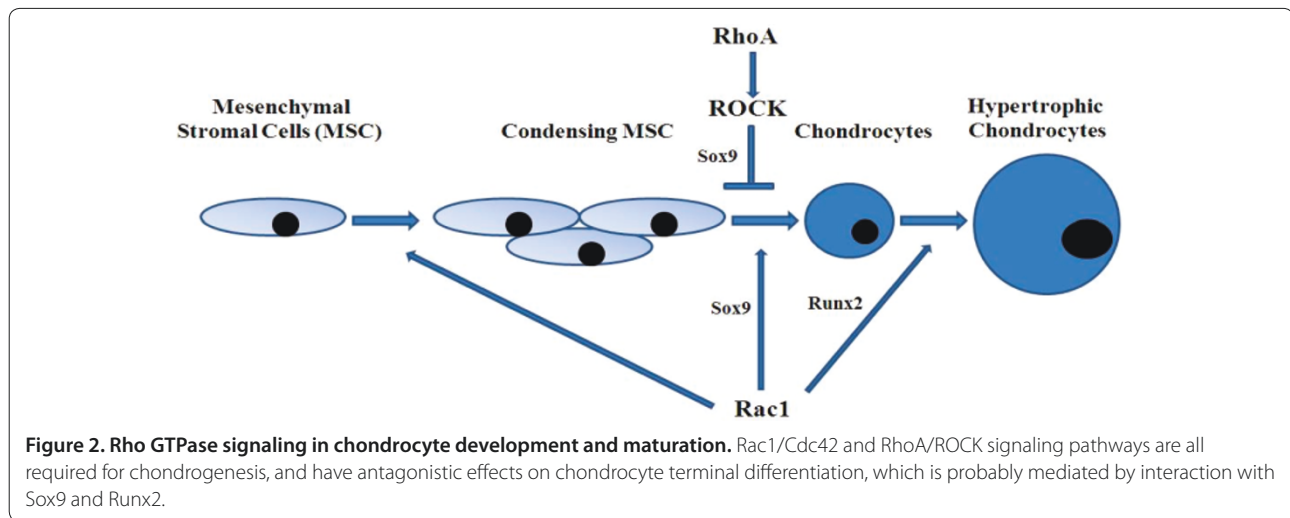 RhoA
ROCK
Mesenchymal
Stromal Cells (MSC)
Condensing MSC
Chondrocytes
Hypertrophic
Chondrocytes
Sox9
Sox9
Runx2
Rac1
Figure 2. Rho GTPase signaling in chondrocyte development and maturation. Rac1/Cdc42 and RhoA/ROCK signaling pathways are all
required for chondrogenesis, and have antagonistic effects on chondrocyte terminal differentiation, which is probably mediated by interaction with
Sox9 and Runx2.